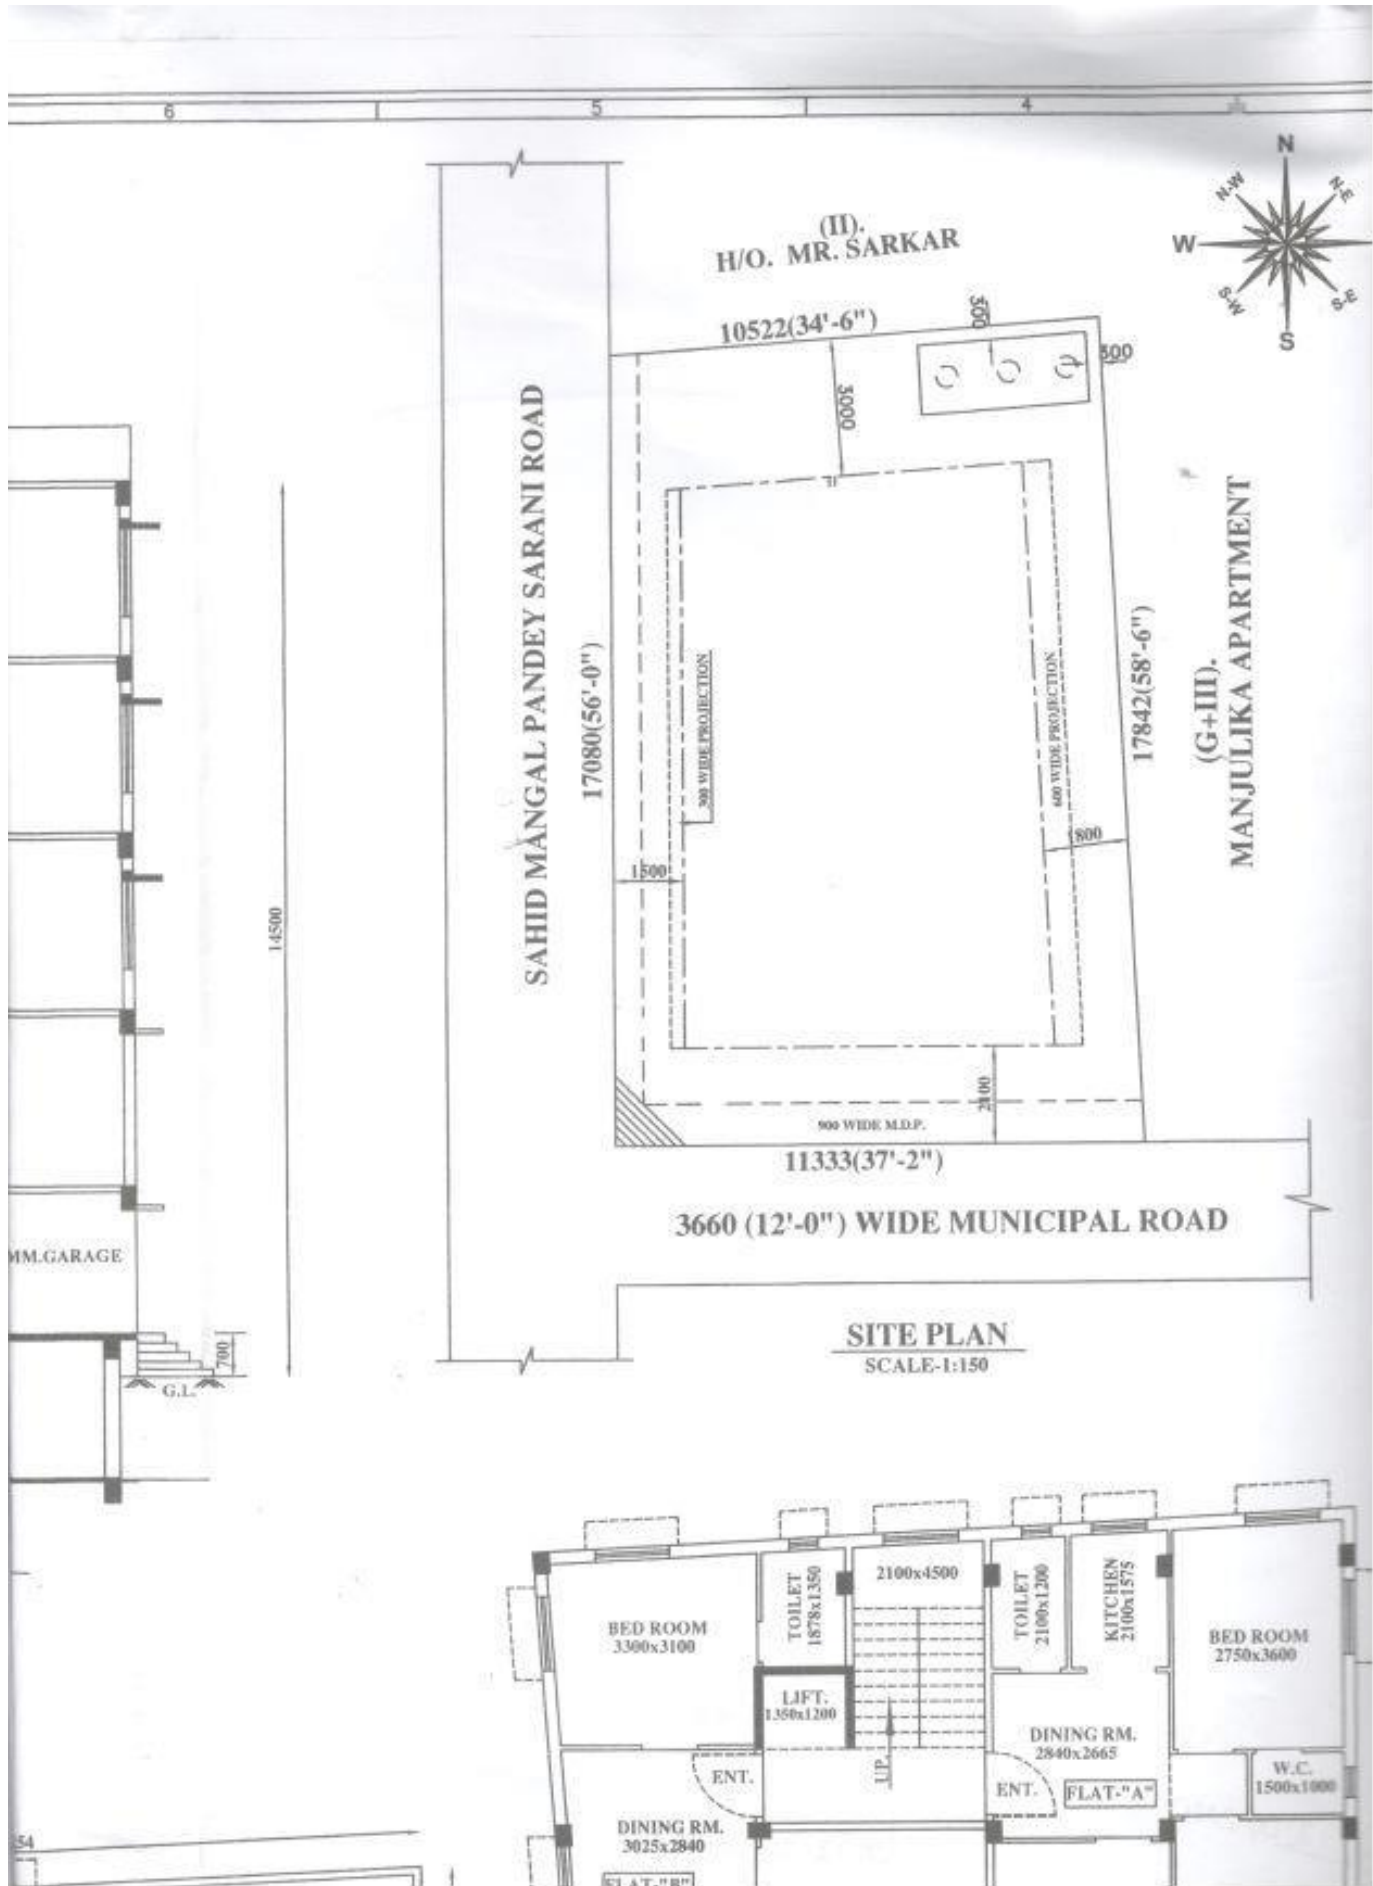 6
5
4
N
N-W
N-E
W
S-W
S-E
S
(II).
H/O. MR. SARKAR
10522(34'-6")
500
500
3000
SAHID MANGAL PANDEY SARANI ROAD
17080(56'-0")
300 WIDE PROJECTION
600 WIDE PROJECTION
17842(58'-6")
(G+III).
MANJULIKA APARTMENT
1800
1500
14500
2100
900 WIDE M.D.P.
11333(37'-2")
3660 (12'-0") WIDE MUNICIPAL ROAD
MM.GARAGE
700
G.L.
SITE PLAN
SCALE-1:150
BED ROOM
3300x3100
TOILET
1878x1350
2100x4500
TOILET
2100x1200
KITCHEN
2100x1575
BED ROOM
2750x3600
LIFT.
1350x1200
UP.
DINING RM.
2840x2665
ENT.
ENT.
FLAT-"A"
W.C.
1500x1000
DINING RM.
3025x2840
FLAT-"B"
54